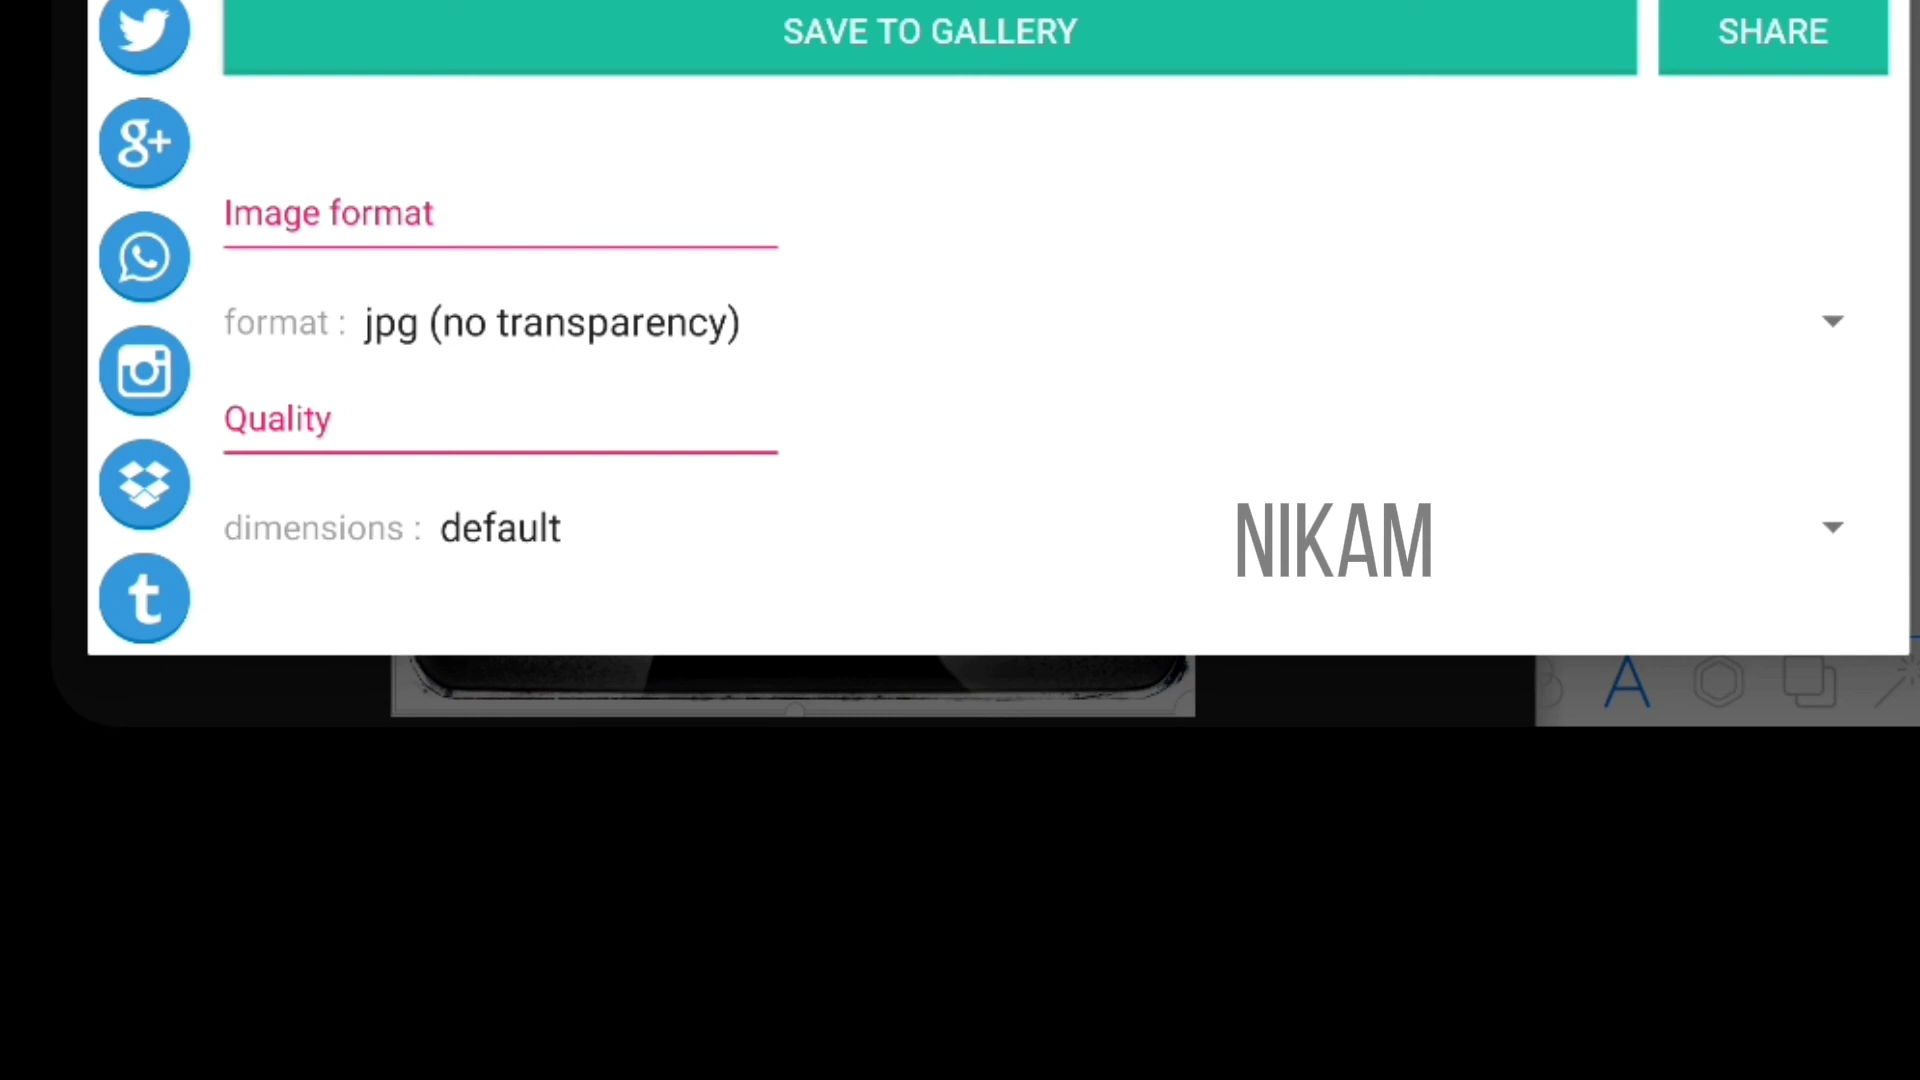 SAVE TO GALLERY
SHARE
g+
Image format
format : jpg (no transparency)
Quality
dimensions : default
NIKAM
t
A